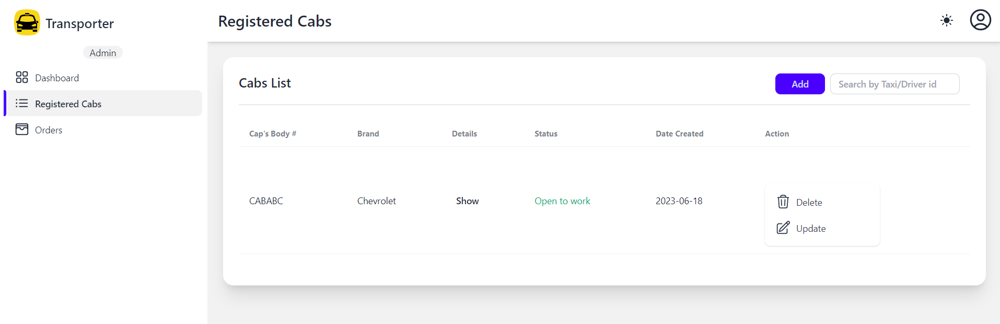 Transporter
Admin
Dashboard
Registered Cabs
Orders
Registered Cabs
Cabs List
Add
Search by Taxi/Driver id
Cap's Body # Brand Details Status Date Created Action
CABABC Chevrolet Show Open to work 2023-06-18
Delete
Update